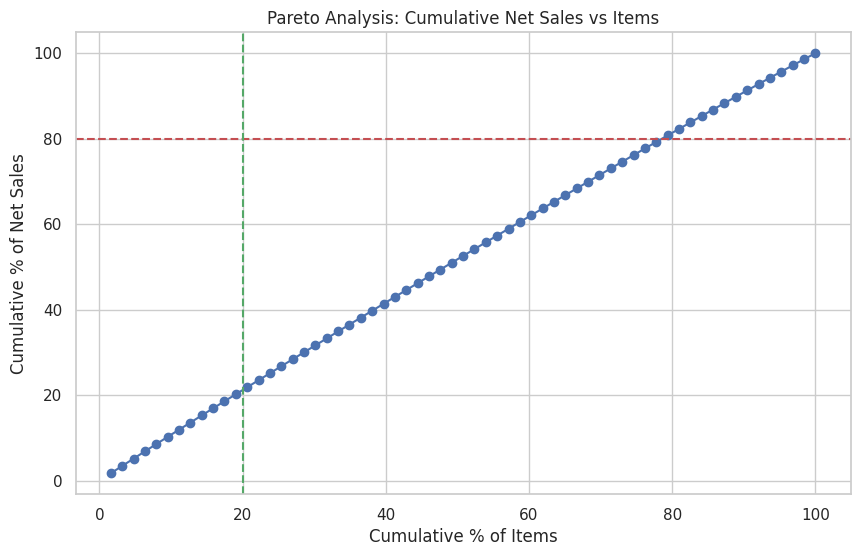 Pareto Analysis: Cumulative Net Sales vs Items
100
80
60
40
20
0
Cumulative % of Net Sales
0 20 40 60 80 100
Cumulative % of Items